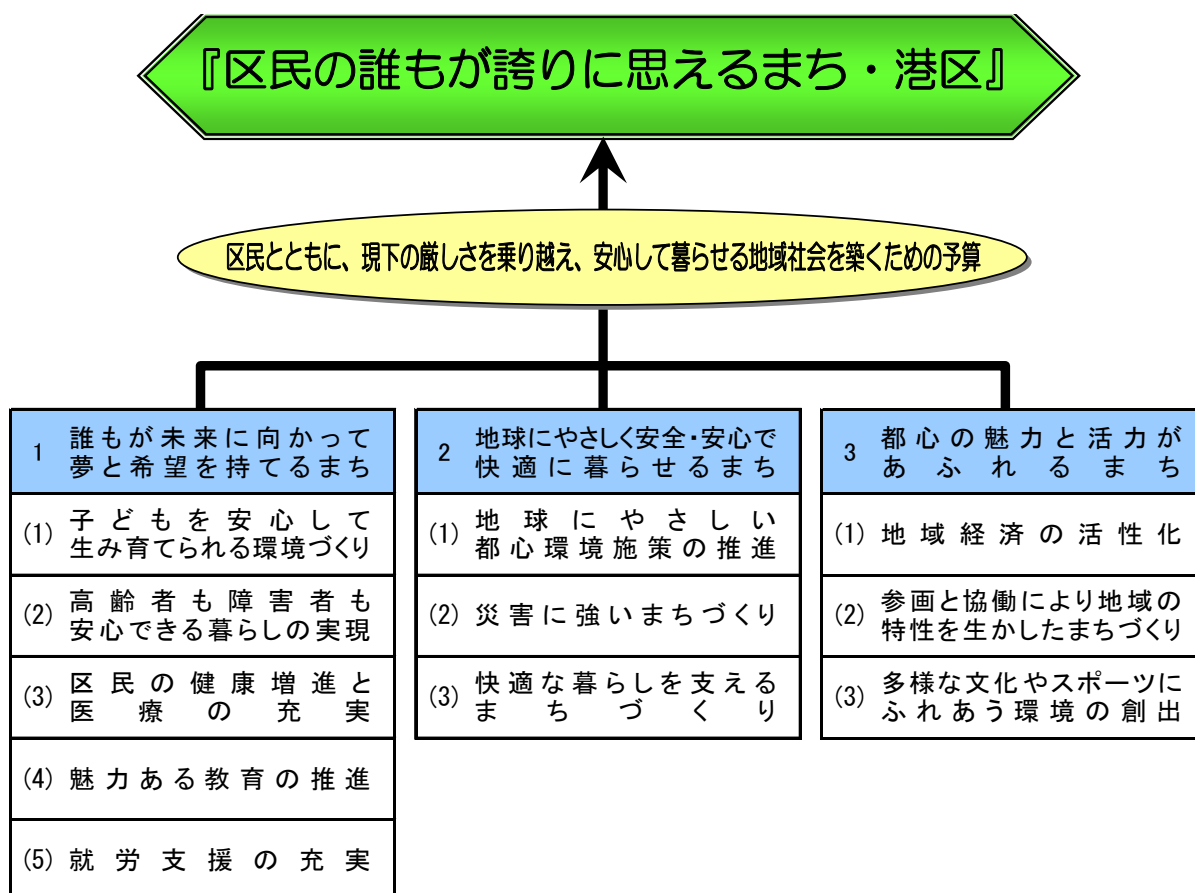 『区民の誰もが誇りに思えるまち・港区』
区民とともに、現下の厳しさを乗り越え、安心して暮らせる地域社会を築くための予算
1 誰もが未来に向かって
夢と希望を持てるまち
(1) 子どもを安心して
生み育てられる環境づくり
(2) 高齢者も障害者も
安心できる暮らしの実現
(3) 区民の健康増進と
医療の充実
(4) 魅力ある教育の推進
(5) 就労支援の充実
2 地球にやさしく安全・安心で
快適に暮らせるまち
(1) 地球にやさしい
都心環境施策の推進
(2) 災害に強いまちづくり
(3) 快適な暮らしを支える
まちづくり
3 都心の魅力と活力が
あふれるまち
(1) 地域経済の活性化
(2) 参画と協働により地域の
特性を生かしたまちづくり
(3) 多様な文化やスポーツに
ふれあう環境の創出